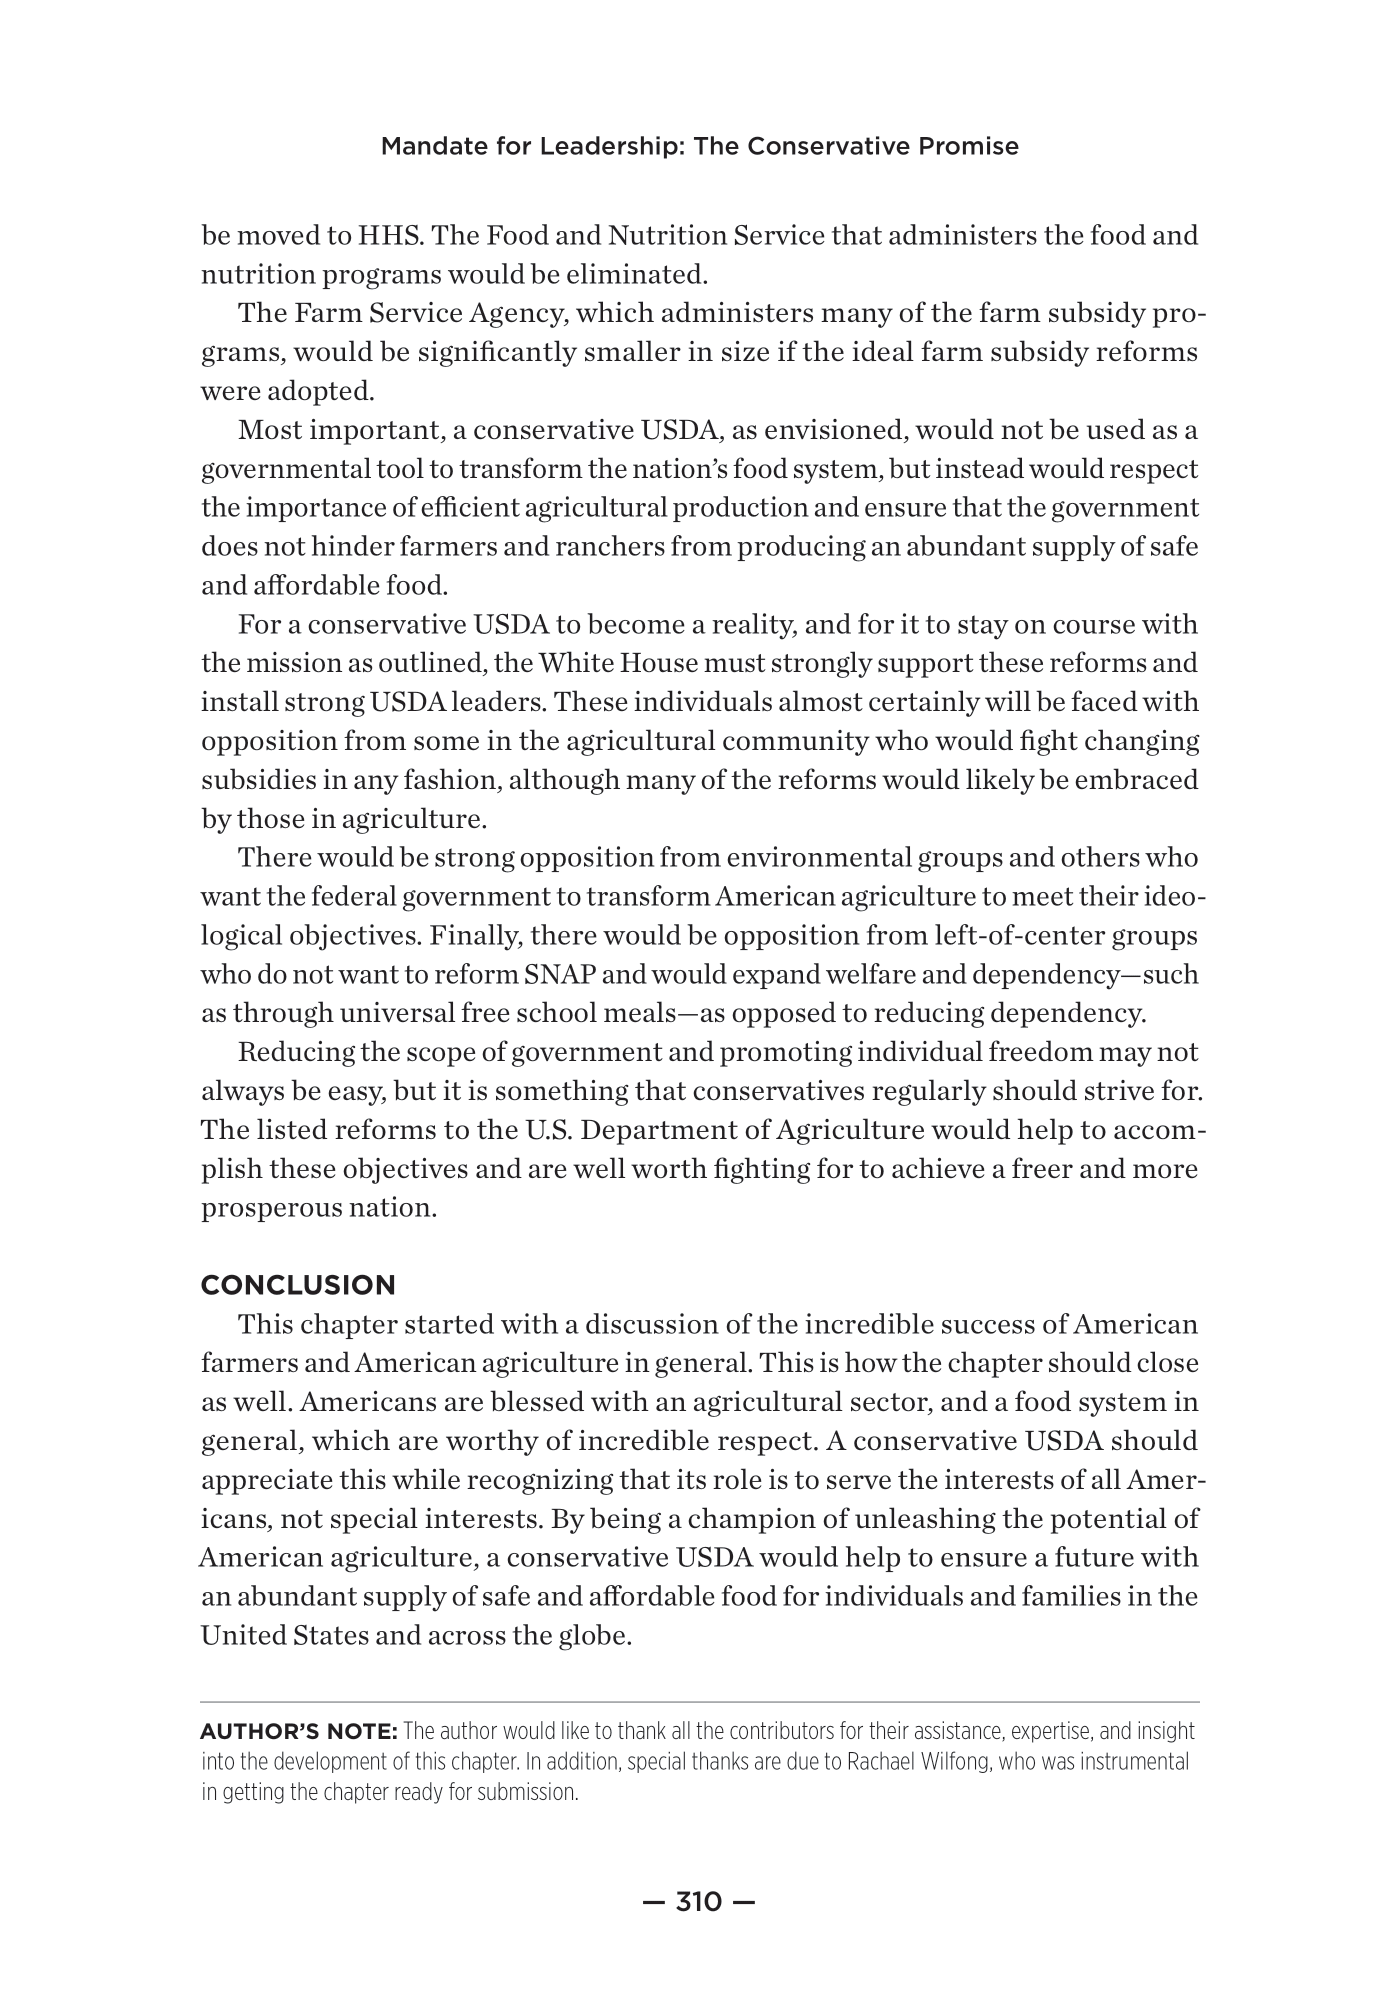 Mandate for Leadership: The Conservative Promise
be moved to HHS. The Food and Nutrition Service that administers the food and
nutrition programs would be eliminated.
The Farm Service Agency, which administers many of the farm subsidy pro-
grams, would be significantly smaller in size if the ideal farm subsidy reforms
were adopted.
Most important, a conservative USDA, as envisioned, would not be used as a
governmental tool to transform the nation’s food system, but instead would respect
the importance of efficient agricultural production and ensure that the government
does not hinder farmers and ranchers from producing an abundant supply of safe
and affordable food.
For a conservative USDA to become a reality, and for it to stay on course with
the mission as outlined, the White House must strongly support these reforms and
install strong USDA leaders. These individuals almost certainly will be faced with
opposition from some in the agricultural community who would fight changing
subsidies in any fashion, although many of the reforms would likely be embraced
by those in agriculture.
There would be strong opposition from environmental groups and others who
want the federal government to transform American agriculture to meet their ideo-
logical objectives. Finally, there would be opposition from left-of-center groups
who do not want to reform SNAP and would expand welfare and dependency—such
as through universal free school meals—as opposed to reducing dependency.
Reducing the scope of government and promoting individual freedom may not
always be easy, but it is something that conservatives regularly should strive for.
The listed reforms to the U.S. Department of Agriculture would help to accom-
plish these objectives and are well worth fighting for to achieve a freer and more
prosperous nation.
CONCLUSION
This chapter started with a discussion of the incredible success of American
farmers and American agriculture in general. This is how the chapter should close
as well. Americans are blessed with an agricultural sector, and a food system in
general, which are worthy of incredible respect. A conservative USDA should
appreciate this while recognizing that its role is to serve the interests of all Amer-
icans, not special interests. By being a champion of unleashing the potential of
American agriculture, a conservative USDA would help to ensure a future with
an abundant supply of safe and affordable food for individuals and families in the
United States and across the globe.
AUTHOR’S NOTE: The author would like to thank all the contributors for their assistance, expertise, and insight
into the development of this chapter. In addition, special thanks are due to Rachael Wilfong, who was instrumental
in getting the chapter ready for submission.
— 310 —